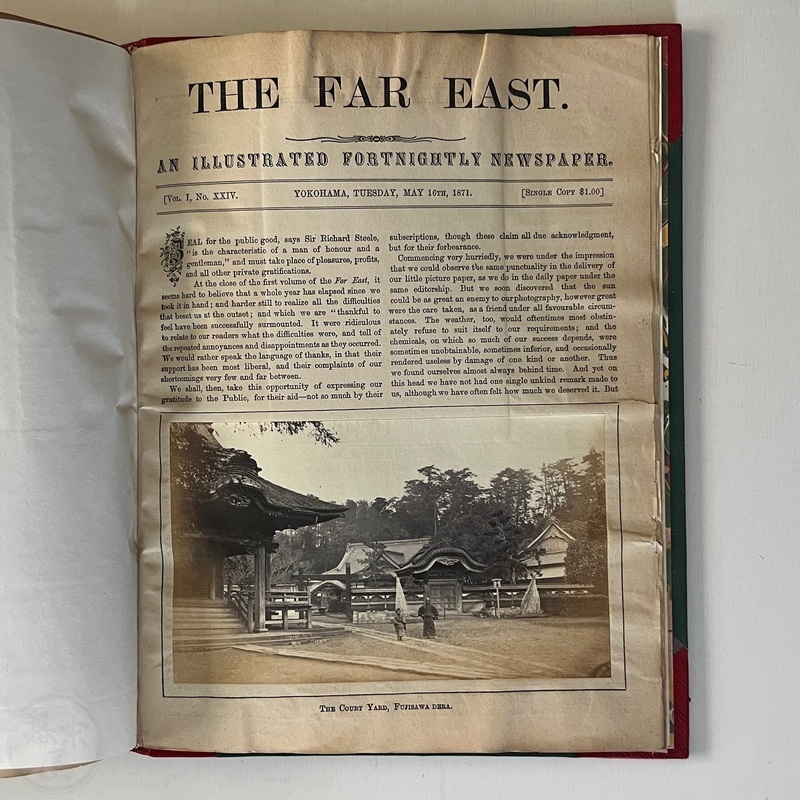 THE FAR EAST.
AN ILLUSTRATED FORTNIGHTLY NEWSPAPER.
[VOL. I, NO. XXIV. YOKOHAMA, TUESDAY, MAY 16TH, 1871. [SINGLE COPY $1.00]
ZEAL for the public good, says Sir Richard Steele,
"is the characteristic of a man of honour and a
gentleman," and must take place of pleasures, profits,
and all other private gratifications.
At the close of the first volume of the Far East, it
seems hard to believe that a whole year has elapsed since we
took it in hand; and harder still to realize all the difficulties
that beset us at the outset; and which we are "thankful to
feel have been successfully surmounted. It were ridiculous
to relate to our readers what the difficulties were, and tell of
the repeated annoyances and disappointments as they occurred.
We would rather speak the language of thanks, in that their
support has been most liberal, and their complaints of our
shortcomings very few and far between.
We shall, then, take this opportunity of expressing our
gratitude to the Public, for their aid—not so much by their
subscriptions, though these claim all due acknowledgment,
but for their forbearance.
Commencing very hurriedly, we were under the impression
that we could observe the same punctuality in the delivery of
our little picture paper, as we do in the daily paper under the
same editorship. But we soon discovered that the sun
could be as great an enemy to our photography, however great
were the care taken, as a friend under all favourable circum-
stances. The weather, too, would oftentimes most obstin-
ately refuse to suit itself to our requirements; and the
chemicals, on which so much of our success depends, were
sometimes unobtainable, sometimes inferior, and occasionally
rendered useless by damage of one kind or another. Thus
we found ourselves almost always behind time. And yet on
this head we have not had one single unkind remark made to
us, although we have often felt how much we deserved it. But
THE COURT YARD, FUJISAWA DERA.